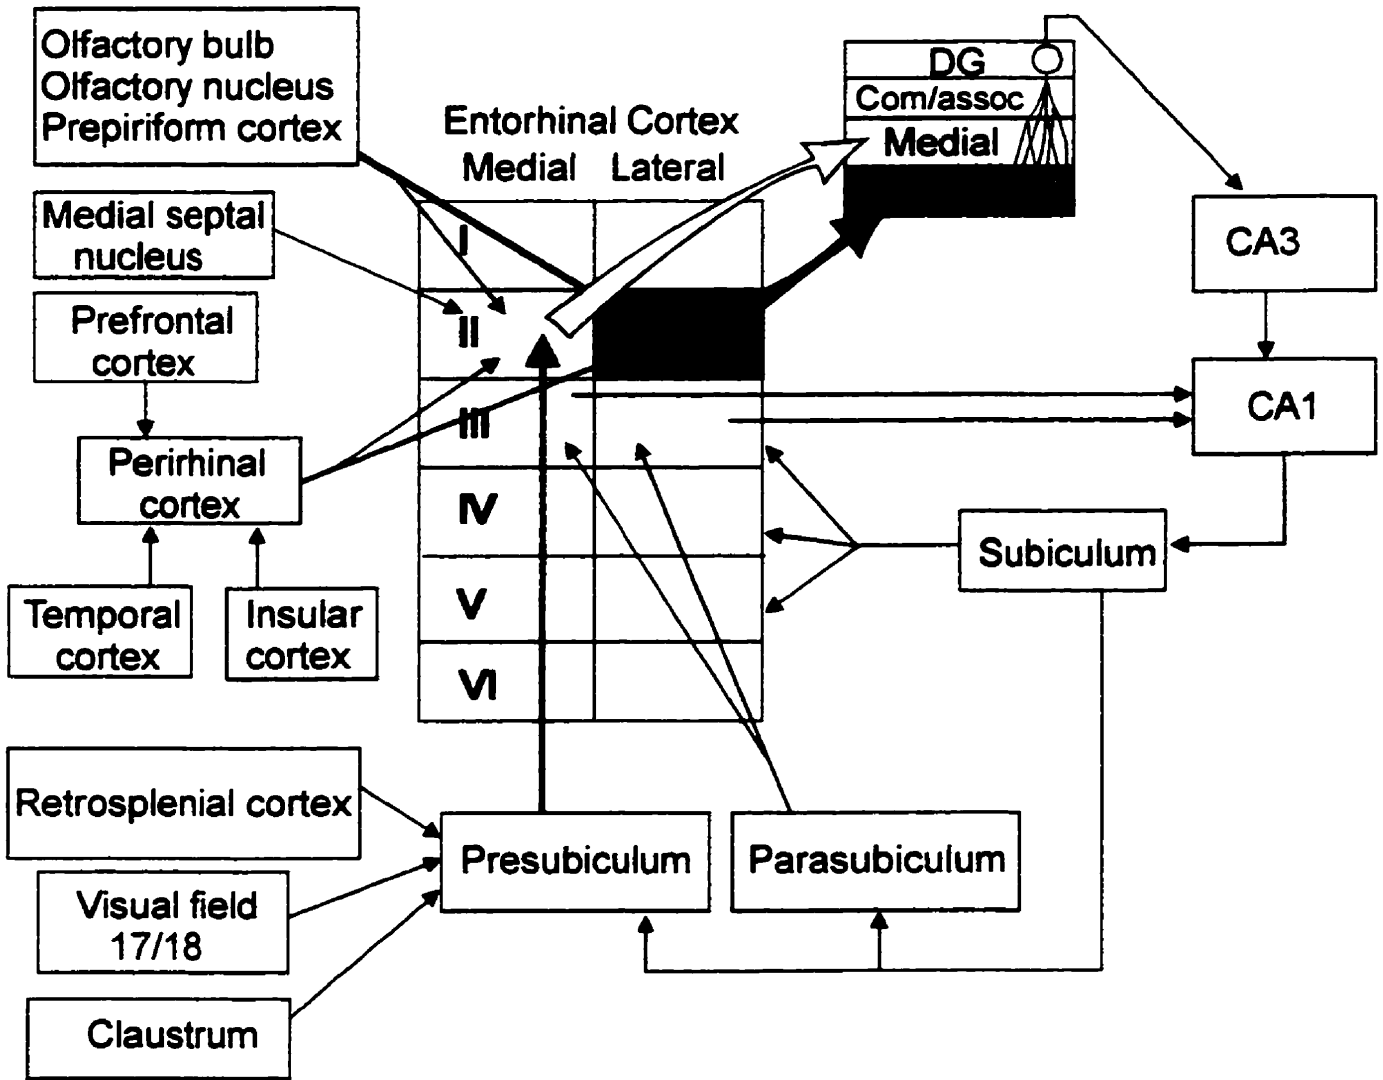 Olfactory bulb
Olfactory nucleus
Prepiriform cortex
Medial septal
nucleus
Prefrontal
cortex
Perirhinal
cortex
Temporal
cortex
Insular
cortex
Retrosplenial cortex
Visual field
17/18
Claustrum
Entorhinal Cortex
Medial Lateral
I
II
III
IV
V
VI
Presubiculum
Parasubiculum
DG
Com/assoc
Medial
CA3
CA1
Subiculum